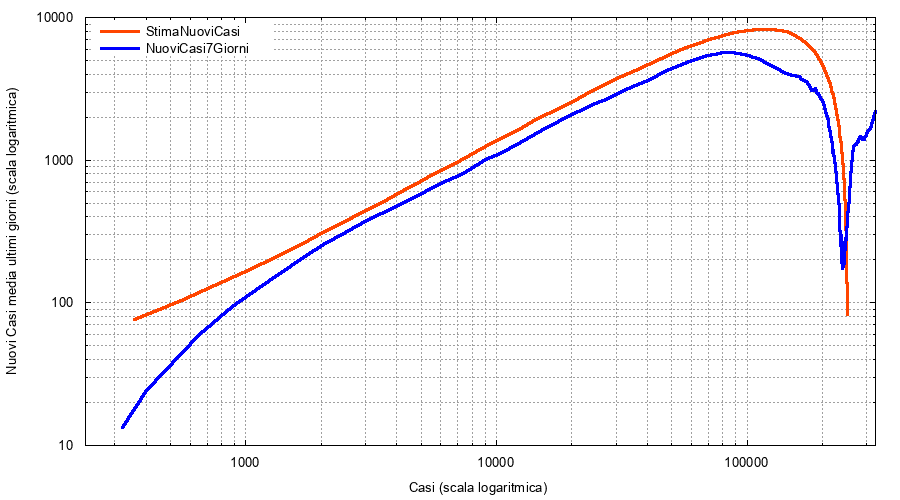 10000
1000
100
10
StimaNuoviCasi
NuoviCasi7Giorni
Nuovi Casi media ultimi giorni (scala logaritmica)
1000 10000 100000
Casi (scala logaritmica)